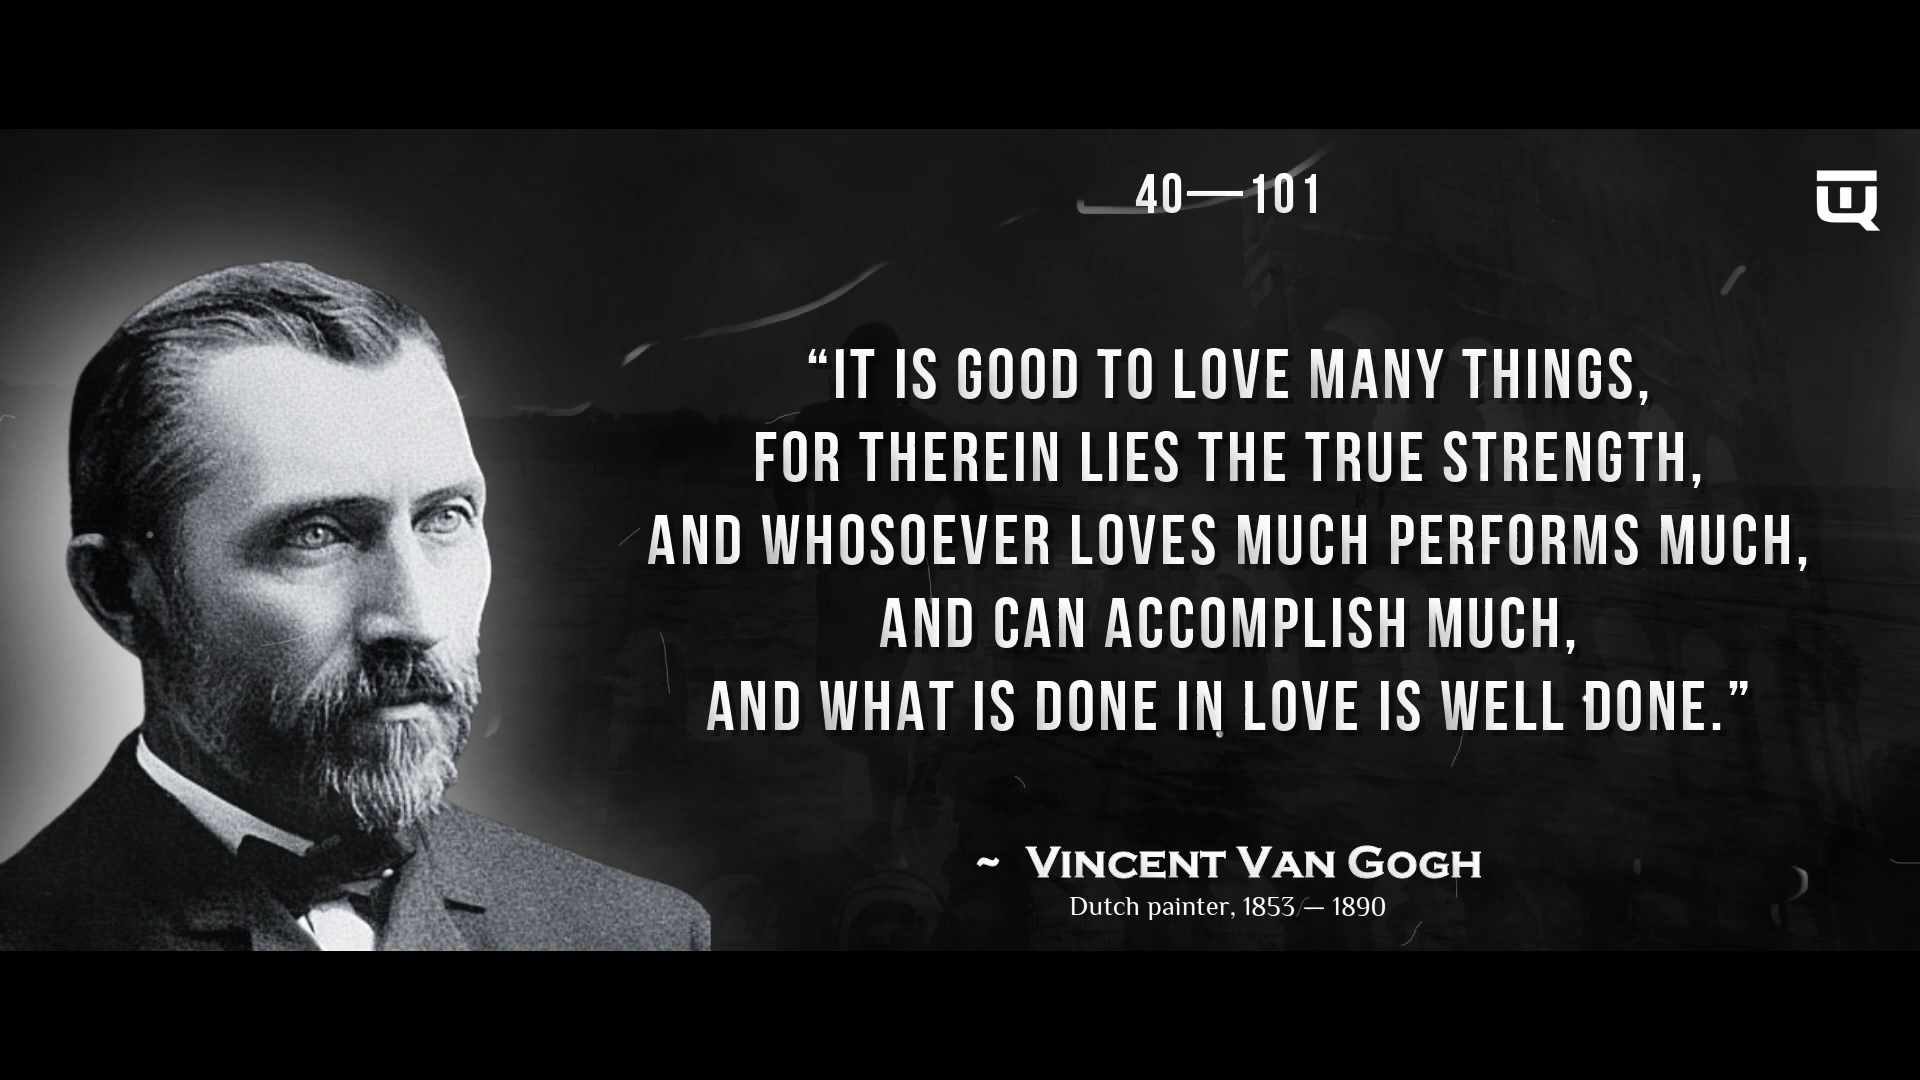 40—101
“IT IS GOOD TO LOVE MANY THINGS,
FOR THEREIN LIES THE TRUE STRENGTH,
AND WHOSOEVER LOVES MUCH PERFORMS MUCH,
AND CAN ACCOMPLISH MUCH,
AND WHAT IS DONE IN LOVE IS WELL DONE.”
~ VINCENT VAN GOGH
Dutch painter, 1853 — 1890